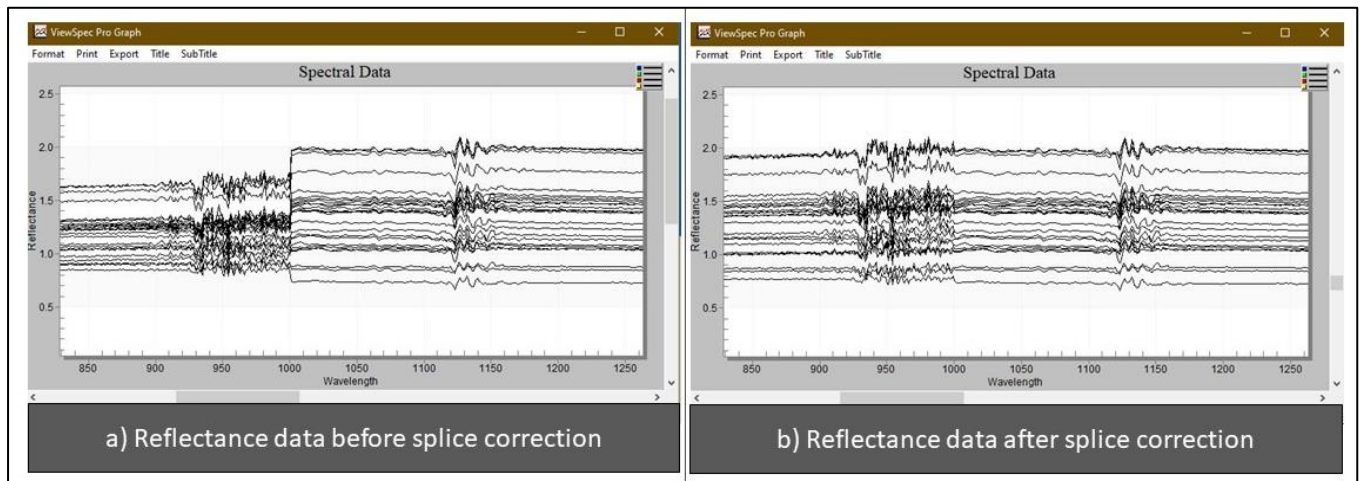 ViewSpec Pro Graph
Format Print Export Title SubTitle
Spectral Data
2.5
2.0
1.5
1.0
0.5
Reflectance
850 900 950 1000 1050 1100 1150 1200 1250
Wavelength
a) Reflectance data before splice correction
ViewSpec Pro Graph
Format Print Export Title SubTitle
Spectral Data
2.5
2.0
1.5
1.0
0.5
Reflectance
850 900 950 1000 1050 1100 1150 1200 1250
Wavelength
b) Reflectance data after splice correction